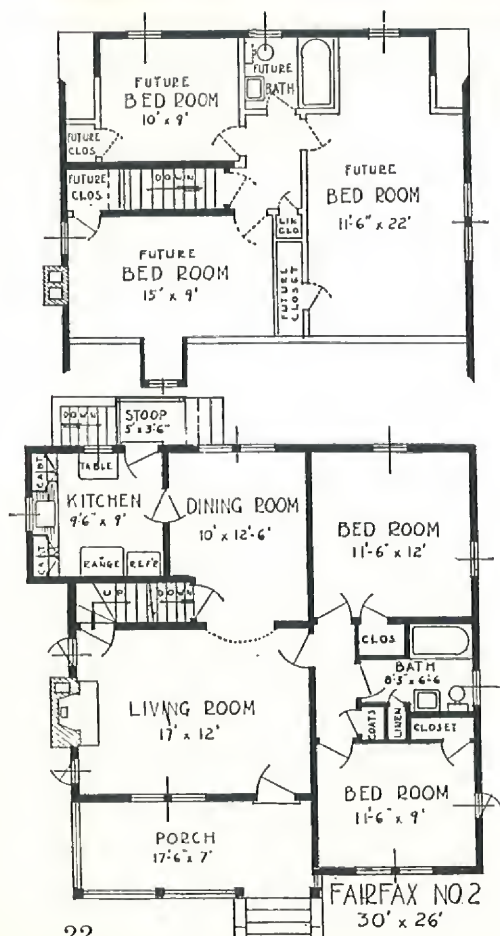 FUTURE
BED ROOM
10' x 9'
FUTURE
BATH
FUTURE
CLOS
FUTURE
CLOS
DOWN
FUTURE
BED ROOM
11'-6" x 22'
LIN
CLO
FUTURE
CLOSET
FUTURE
BED ROOM
15' x 9'
DOWN
STOOP
5' x 3'-6"
CABT
TABLE
KITCHEN
9'-6" x 9'
CABT
RANGE
REFR
DINING ROOM
10' x 12'-6"
BED ROOM
11'-6" x 12'
UP
DOWN
CLOS
BATH
8'-5" x 6'-6
COATS
LINEN
CLOSET
LIVING ROOM
17' x 12'
BED ROOM
11'-6" x 9'
PORCH
17'-6" x 7'
FAIRFAX NO.2
30' x 26'
22